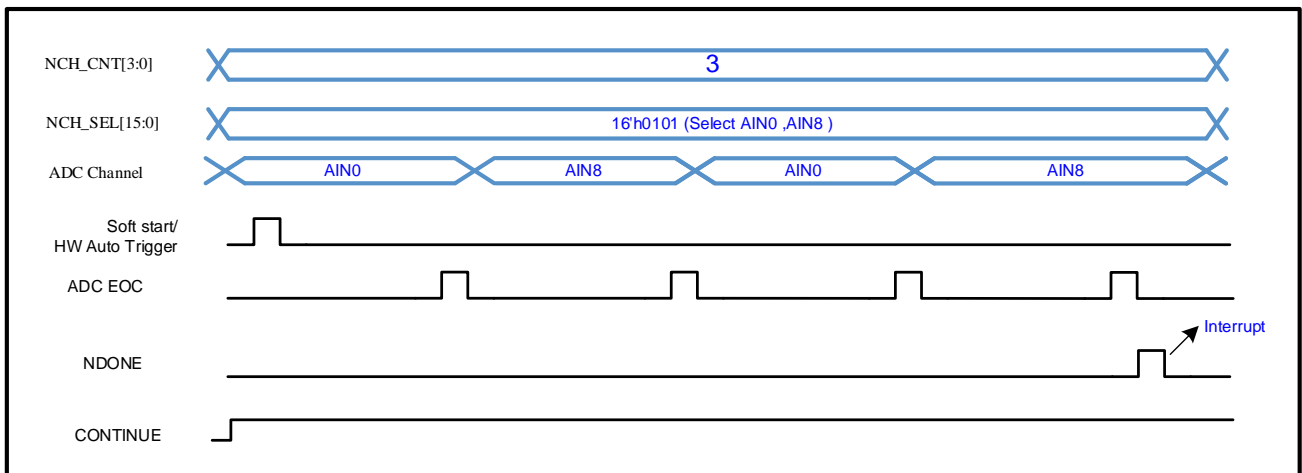 NCH_CNT[3:0]
3
NCH_SEL[15:0]
16'h0101 (Select AIN0 ,AIN8 )
ADC Channel
AIN0
AIN8
AIN0
AIN8
Soft start/
HW Auto Trigger
ADC EOC
Interrupt
NDONE
CONTINUE